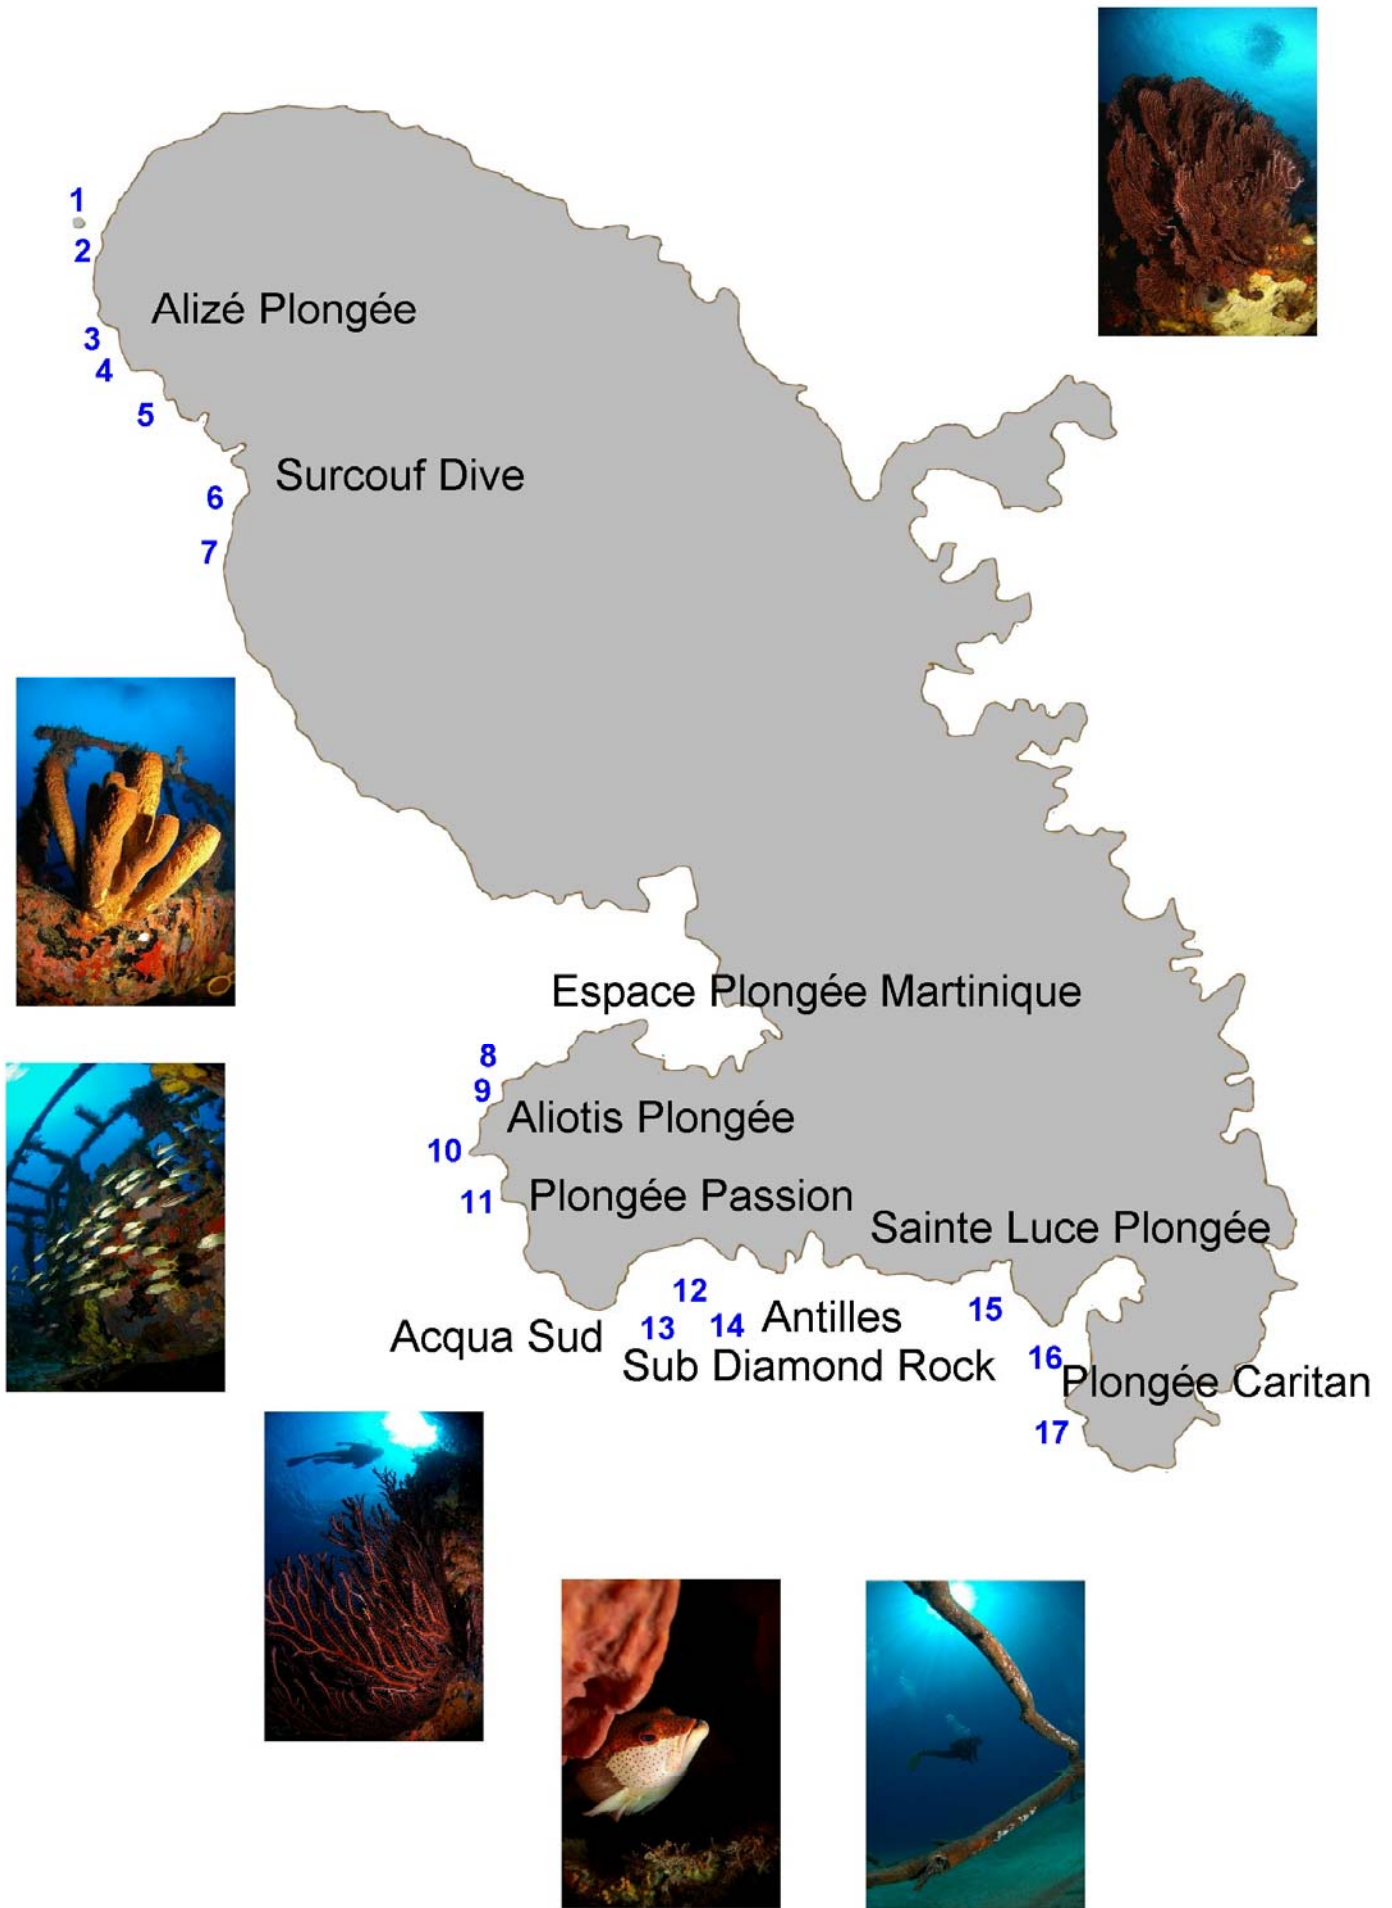 1
2
Alizé Plongée
3
4
5
Surcouf Dive
6
7
Espace Plongée Martinique
8
9
Aliotis Plongée
10
11
Plongée Passion
Sainte Luce Plongée
12
13
14
15
Acqua Sud
Antilles
Sub Diamond Rock
16
Plongée Caritan
17